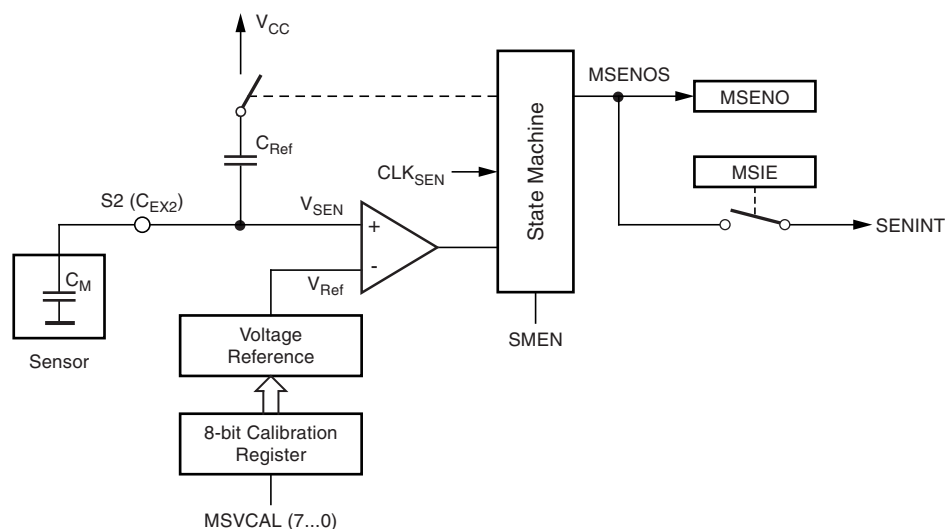 V_CC
MSENOS
MSENO
C_Ref
State Machine
CLK_SEN
MSIE
S2 (C_EX2)
V_SEN
+
SENINT
-
C_M
V_Ref
Sensor
Voltage
Reference
SMEN
8-bit Calibration
Register
MSVCAL (7...0)